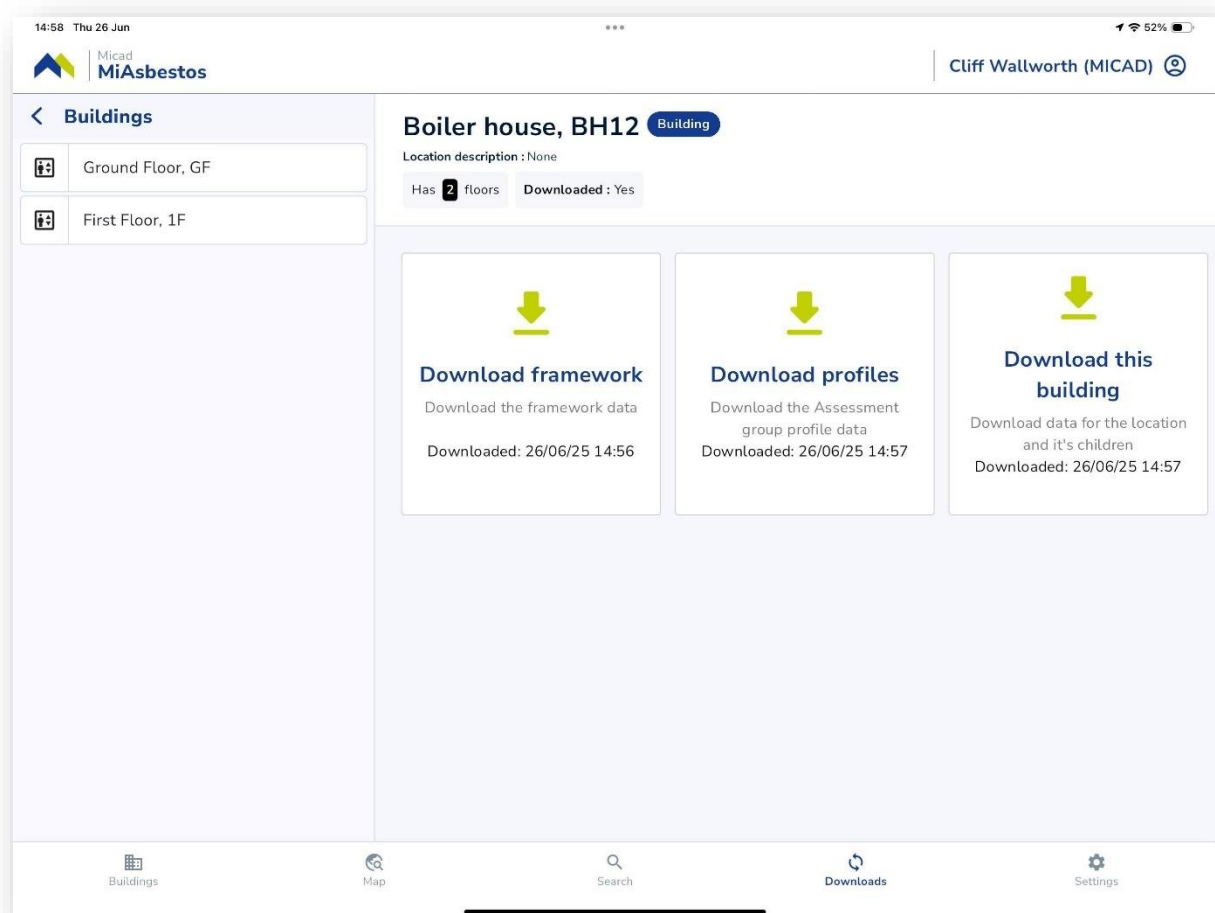 14:58 Thu 26 Jun
52%
Micad
MiAsbestos
Cliff Wallworth (MICAD)
Buildings
Ground Floor, GF
First Floor, 1F
Boiler house, BH12 Building
Location description : None
Has 2 floors Downloaded : Yes
Download framework
Download the framework data
Downloaded: 26/06/25 14:56
Download profiles
Download the Assessment
group profile data
Downloaded: 26/06/25 14:57
Download this
building
Download data for the location
and it's children
Downloaded: 26/06/25 14:57
Buildings
Map
Search
Downloads
Settings